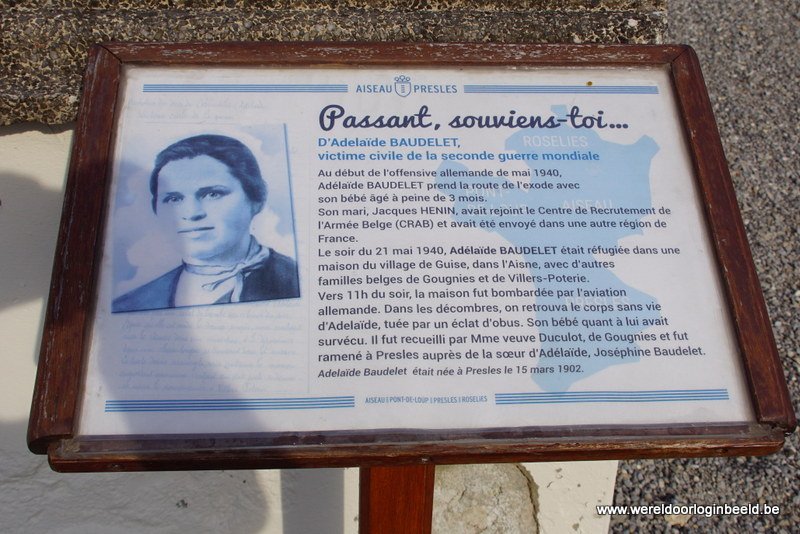 AISEAU PRESLES
Passant, souviens-toi...
D'Adelaïde BAUDELET,
victime civile de la seconde guerre mondiale
Au début de l'offensive allemande de mai 1940,
Adélaïde BAUDELET prend la route de l'exode avec
son bébé âgé à peine de 3 mois.
Son mari, Jacques HENIN, avait rejoint le Centre de Recrutement de
l'Armée Belge (CRAB) et avait été envoyé dans une autre région de
France.
Le soir du 21 mai 1940, Adélaïde BAUDELET était réfugiée dans une
maison du village de Guise, dans l'Aisne, avec d'autres
familles belges de Gougnies et de Villers-Poterie.
Vers 11h du soir, la maison fut bombardée par l'aviation
allemande. Dans les décombres, on retrouva le corps sans vie
d'Adelaïde, tuée par un éclat d'obus. Son bébé quant à lui avait
survécu. Il fut recueilli par Mme veuve Duculot, de Gougnies et fut
ramené à Presles auprès de la sœur d'Adélaïde, Joséphine Baudelet.
Adelaïde Baudelet était née à Presles le 15 mars 1902.
ROSELIES
AISEAU
AISEAU | PONT-DE-LOUP | PRESLES | ROSELIES
www.wereldoorloginbeeld.be